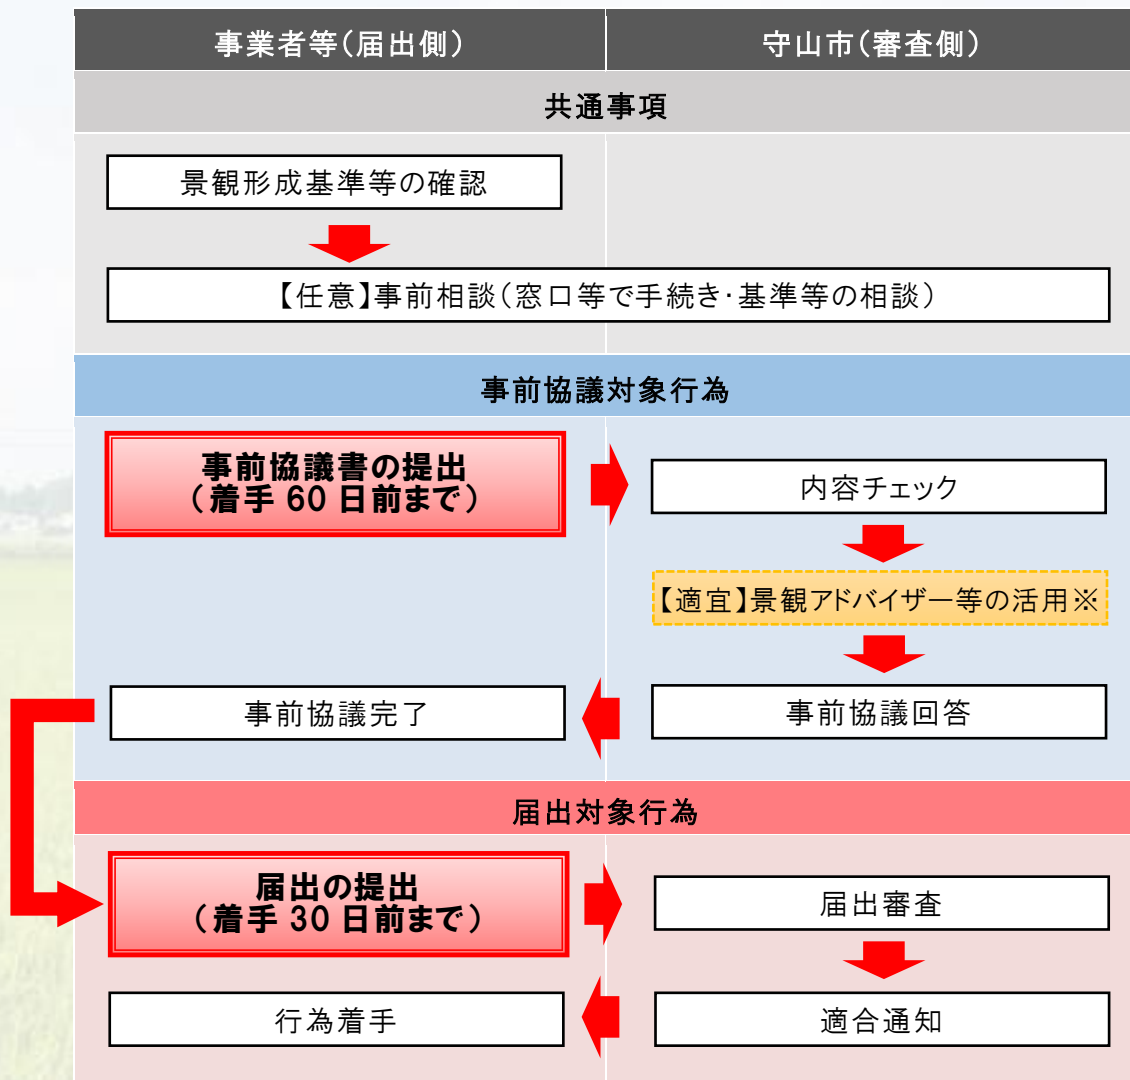 事業者等（届出側）
守山市（審査側）
共通事項
景観形成基準等の確認
【任意】事前相談（窓口等で手続き・基準等の相談）
事前協議対象行為
事前協議書の提出
（着手 60 日前まで）
内容チェック
【適宜】景観アドバイザー等の活用※
事前協議回答
事前協議完了
届出対象行為
届出の提出
（着手 30 日前まで）
届出審査
適合通知
行為着手